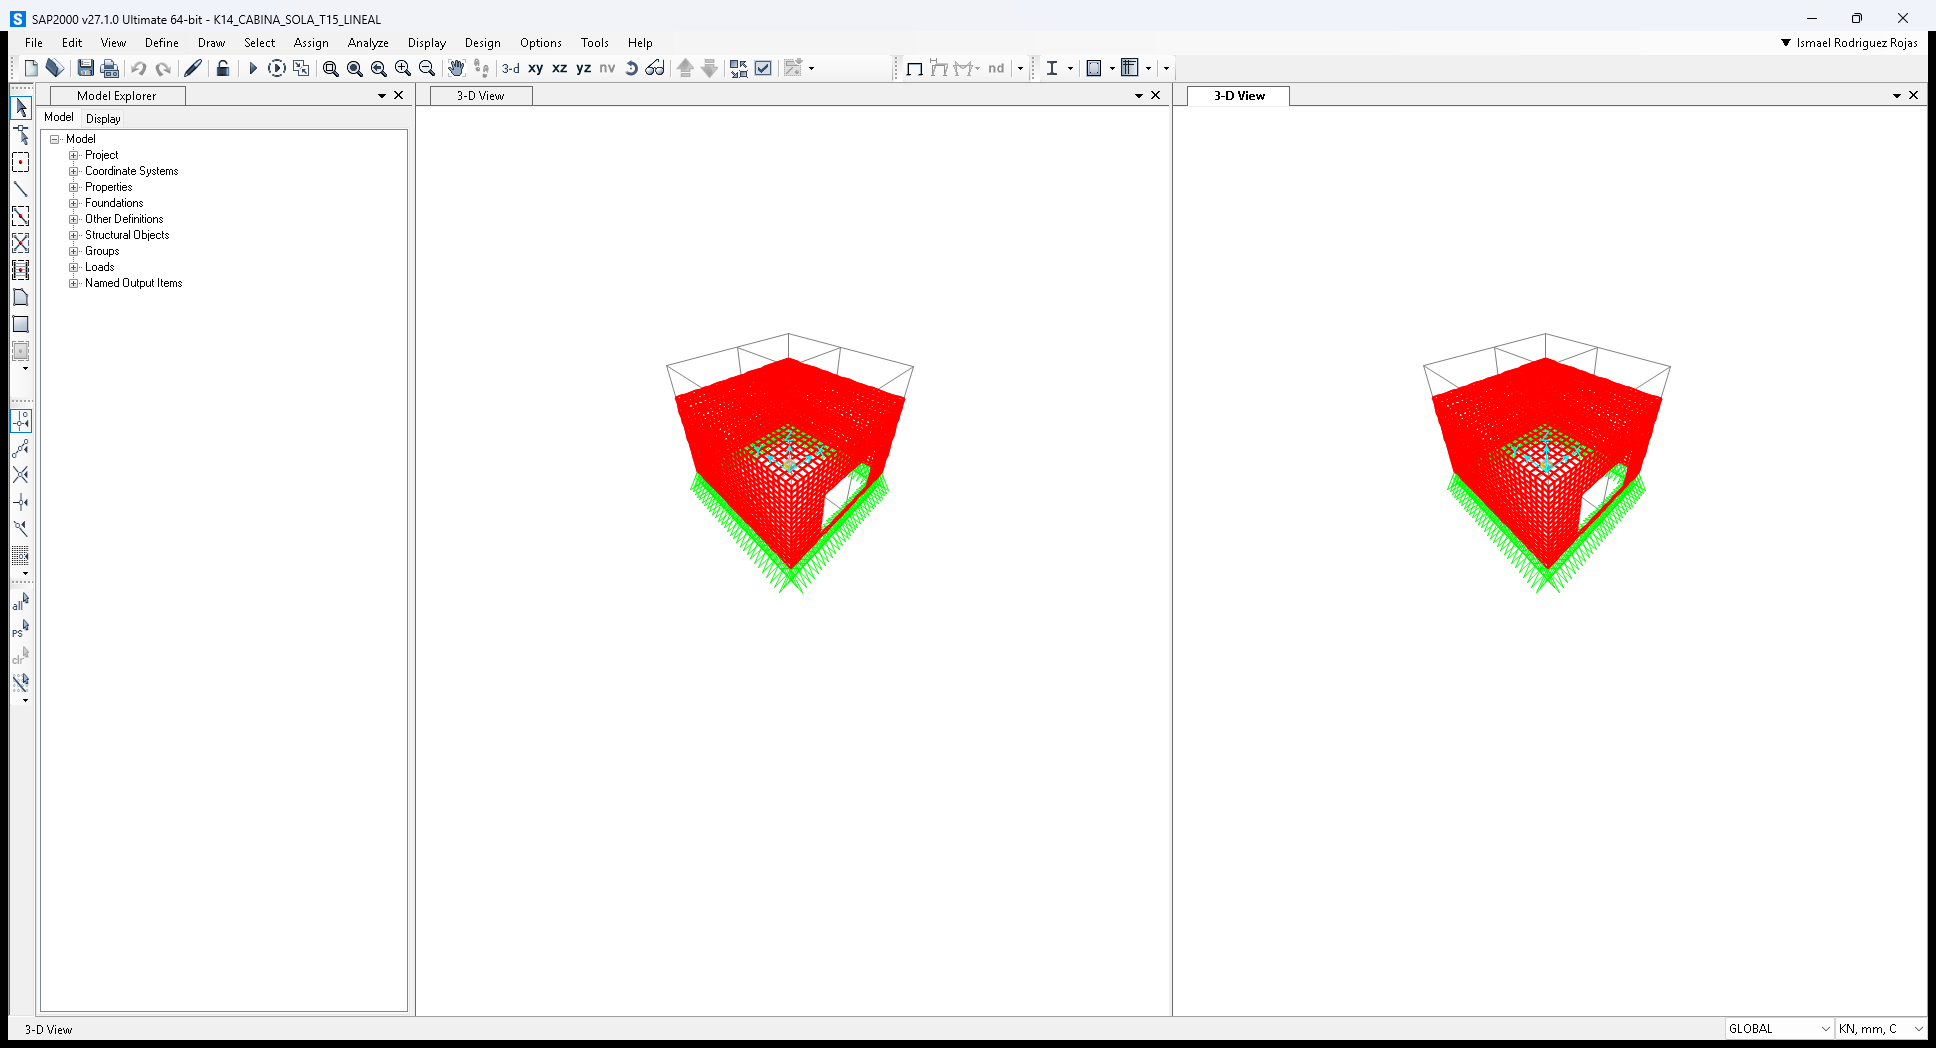 SAP2000 v27.1.0 Ultimate 64-bit - K14_CABINA_SOLA_T15_LINEAL
File Edit View Define Draw Select Assign Analyze Display Design Options Tools Help
Ismael Rodriguez Rojas
3-d xy xz yz nv
nd
Model Explorer
3-D View
3-D View
Model Display
Model
Project
Coordinate Systems
Properties
Foundations
Other Definitions
Structural Objects
Groups
Loads
Named Output Items
all
PS
clr
3-D View
GLOBAL
KN, mm, C